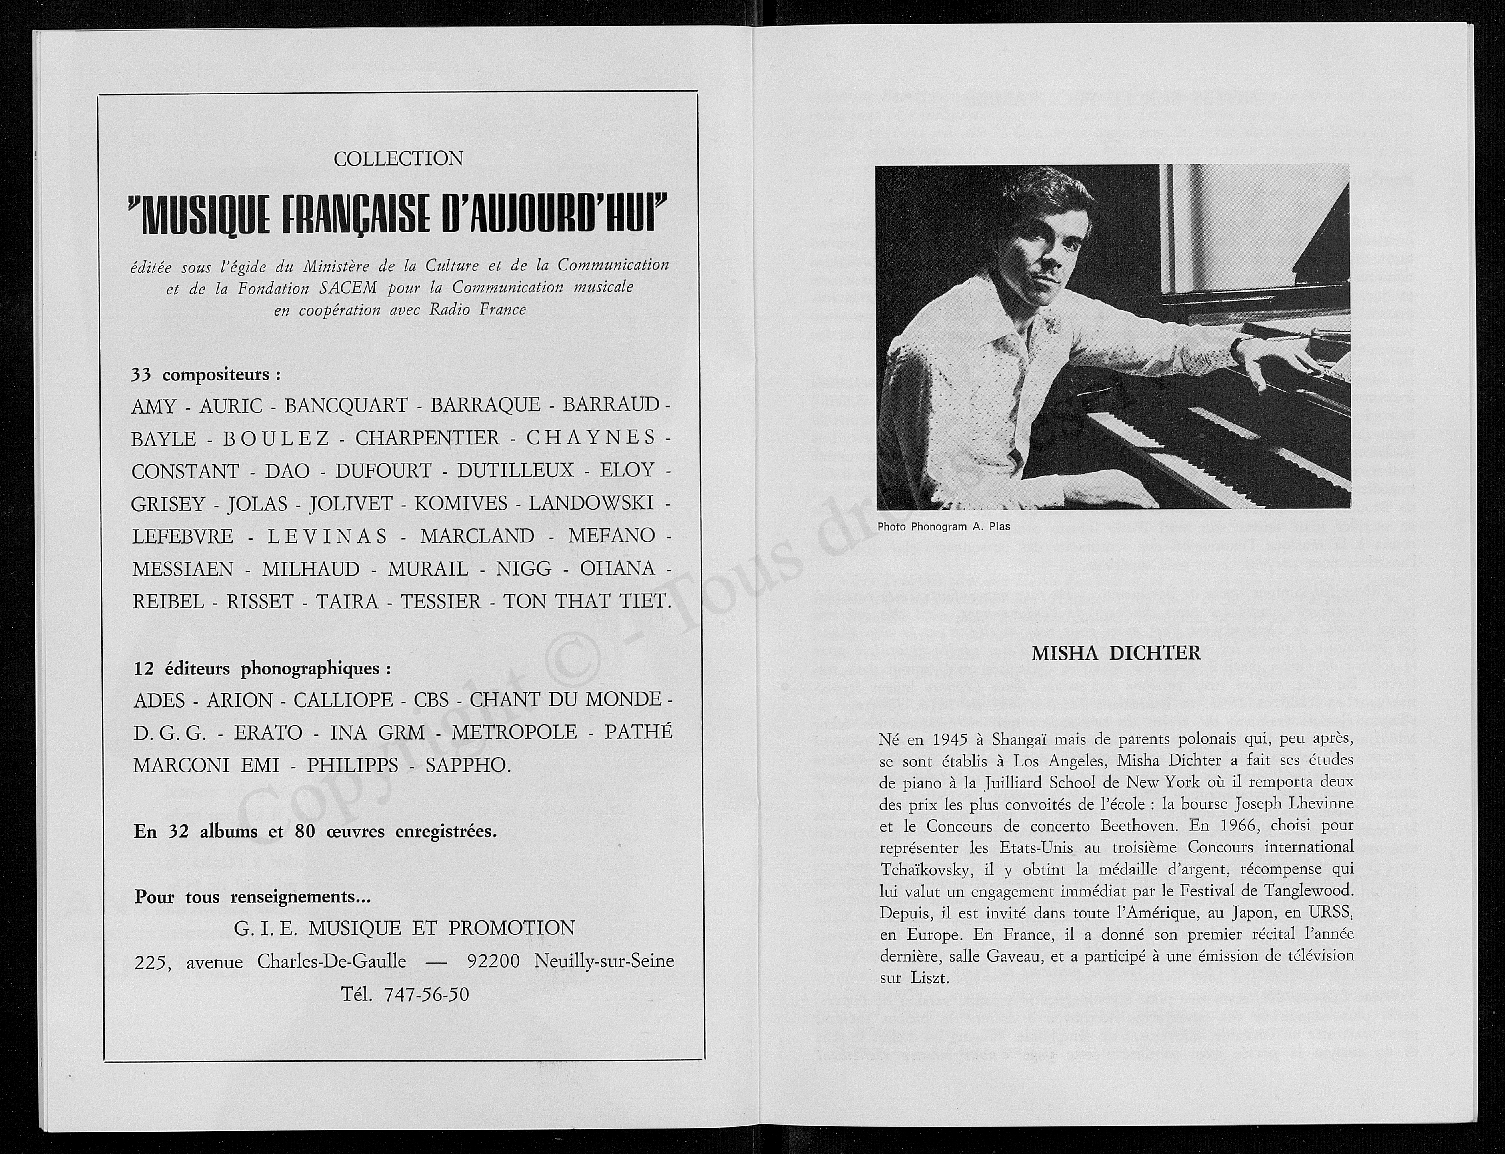 COLLECTION
"MUSIQUE FRANÇAISE D'AUJOURD'HUI"
éditée sous l'égide du Ministère de la Culture et de la Communication
et de la Fondation SACEM pour la Communication musicale
en coopération avec Radio France
33 compositeurs :
AMY - AURIC - BANCQUART - BARRAQUE - BARRAUD -
BAYLE - BOULEZ - CHARPENTIER - CHAYNES -
CONSTANT - DAO - DUFOURT - DUTILLEUX - ELOY -
GRISEY - JOLAS - JOLIVET - KOMIVES - LANDOWSKI -
LEFEBVRE - LEVINAS - MARCLAND - MEFANO -
MESSIAEN - MILHAUD - MURAIL - NIGG - OHANA -
REIBEL - RISSET - TAIRA - TESSIER - TON THAT TIET.
12 éditeurs phonographiques :
ADES - ARION - CALLIOPE - CBS - CHANT DU MONDE -
D. G. G. - ERATO - INA GRM - METROPOLE - PATHÉ
MARCONI EMI - PHILIPPS - SAPPHO.
En 32 albums et 80 œuvres enregistrées.
Pour tous renseignements...
G. I. E. MUSIQUE ET PROMOTION
225, avenue Charles-De-Gaulle — 92200 Neuilly-sur-Seine
Tél. 747-56-50
Photo Phonogram A. Plas
MISHA DICHTER
Né en 1945 à Shangaï mais de parents polonais qui, peu après,
se sont établis à Los Angeles, Misha Dichter a fait ses études
de piano à la Juilliard School de New York où il remporta deux
des prix les plus convoités de l'école : la bourse Joseph Lhevinne
et le Concours de concerto Beethoven. En 1966, choisi pour
représenter les Etats-Unis au troisième Concours international
Tchaïkovsky, il y obtint la médaille d'argent, récompense qui
lui valut un engagement immédiat par le Festival de Tanglewood.
Depuis, il est invité dans toute l'Amérique, au Japon, en URSS,
en Europe. En France, il a donné son premier récital l'année
dernière, salle Gaveau, et a participé à une émission de télévision
sur Liszt.
Copyright © - Tous